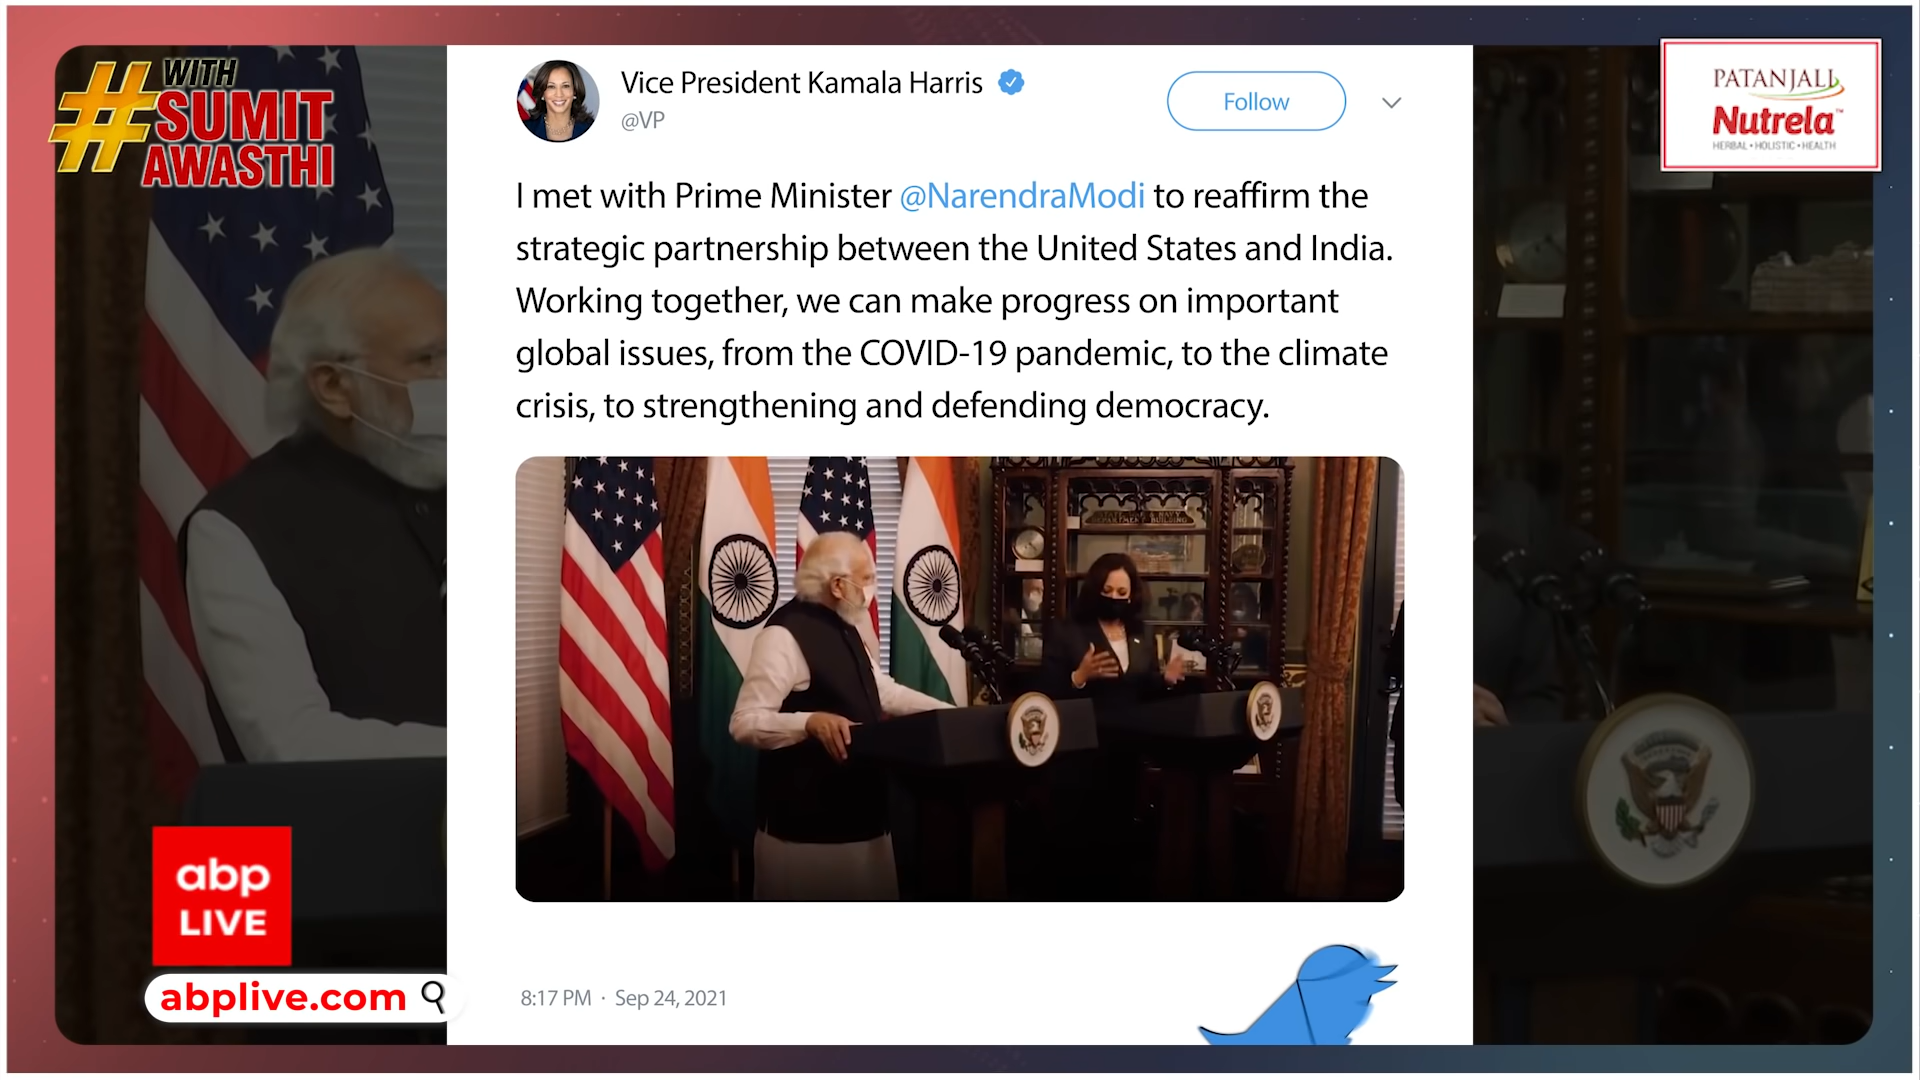 # WITH
SUMIT
AWASTHI
PATANJALI
Nutrela™
HERBAL • HOLISTIC • HEALTH
Vice President Kamala Harris
@VP
Follow
I met with Prime Minister @NarendraModi to reaffirm the
strategic partnership between the United States and India.
Working together, we can make progress on important
global issues, from the COVID-19 pandemic, to the climate
crisis, to strengthening and defending democracy.
8:17 PM · Sep 24, 2021
abp
LIVE
abplive.com